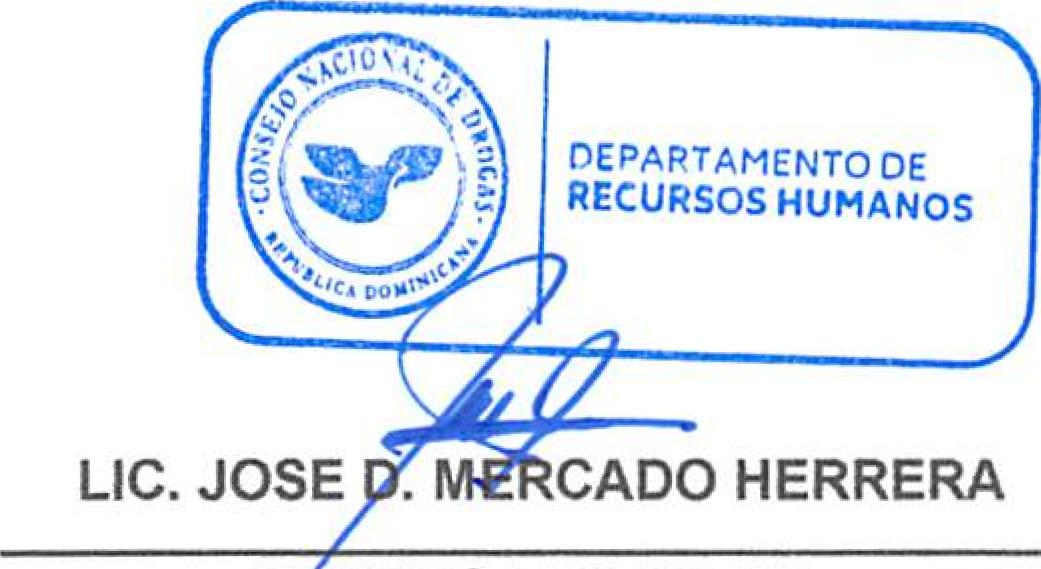 · CONSEJO NACIONAL DE DROGAS ·
REPUBLICA DOMINICANA
DEPARTAMENTO DE
RECURSOS HUMANOS
LIC. JOSE D. MERCADO HERRERA